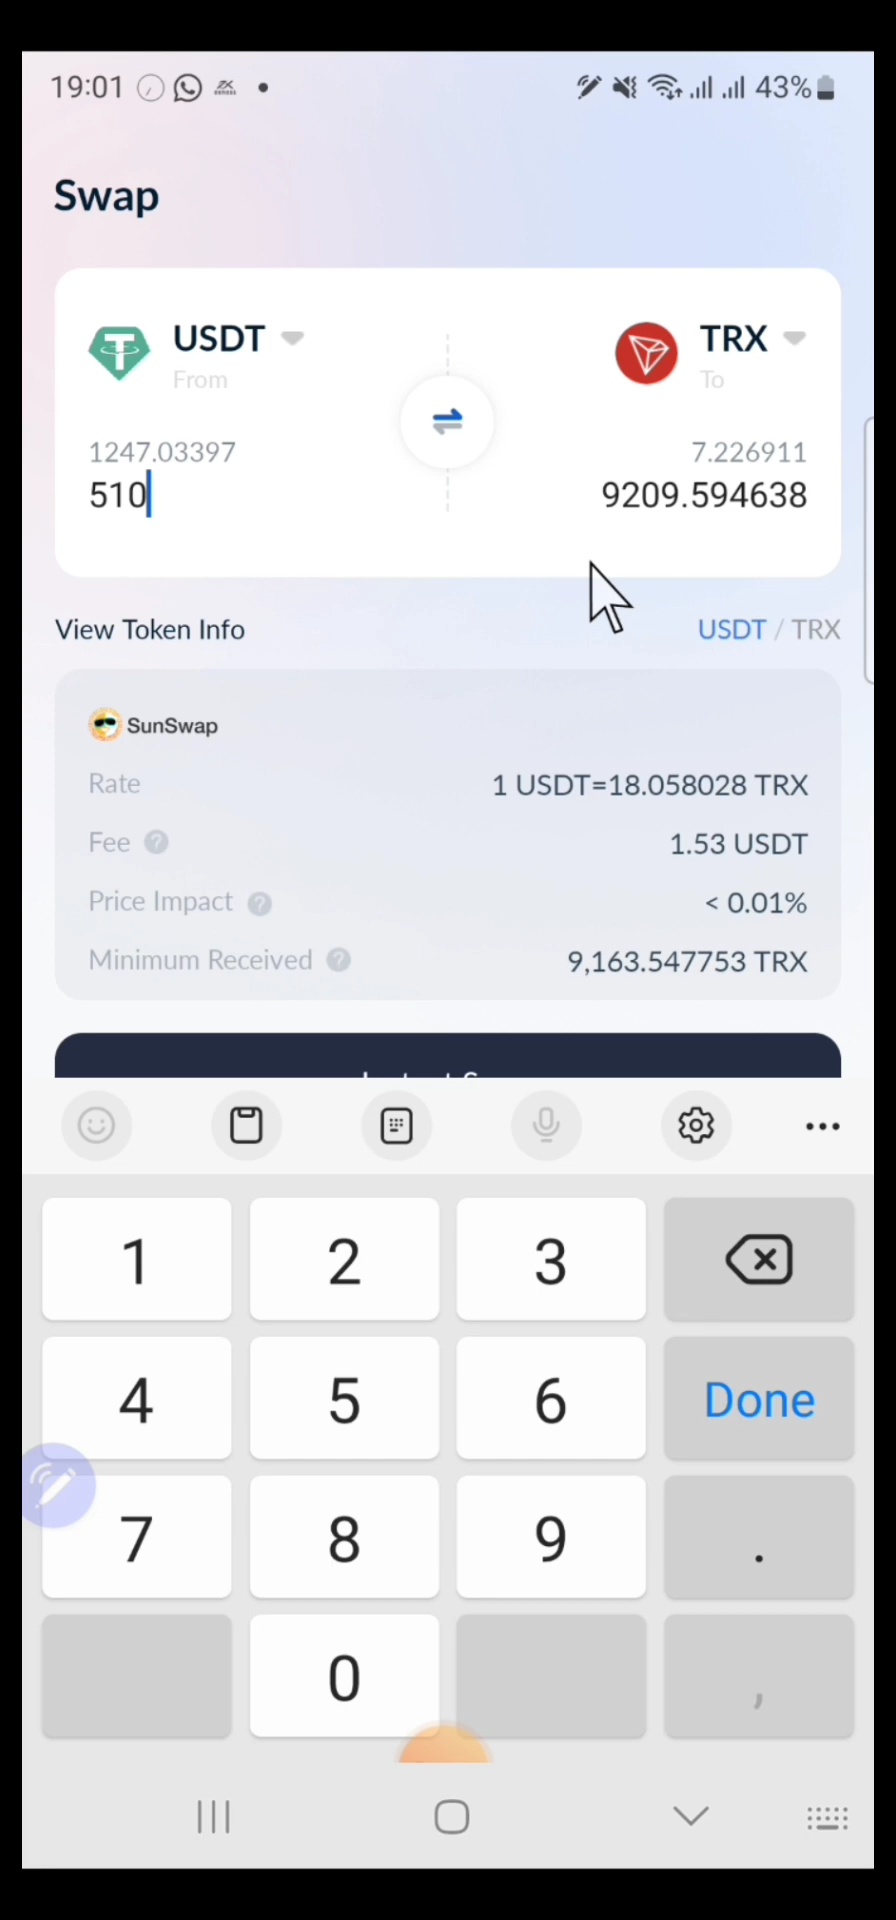 19:01 43%
Swap
USDT TRX
From To
1247.03397 7.226911
510 9209.594638
View Token Info USDT / TRX
SunSwap
Rate 1 USDT=18.058028 TRX
Fee ? 1.53 USDT
Price Impact ? < 0.01%
Minimum Received ? 9,163.547753 TRX
1 2 3
4 5 6 Done
7 8 9 .
0 ,